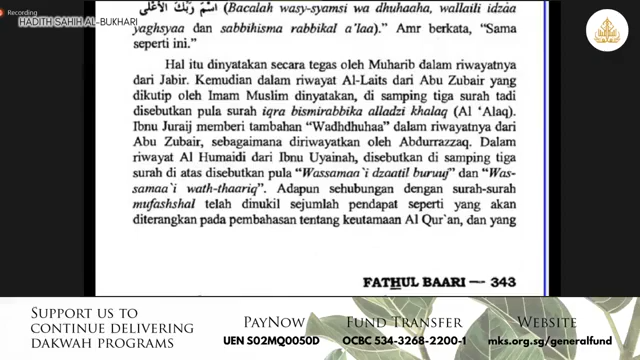 Recording
HADITH SAHIH AL-BUKHARI
اسْمَ رَبِّكَ الْأَعْلَى (Bacalah wasy-syamsi wa dhuhaaha, wallaili idzaa
yaghsyaa dan sabbihisma rabbikal a'laa)." Amr berkata, "Sama
seperti ini."
Hal itu dinyatakan secara tegas oleh Muharib dalam riwayatnya
dari Jabir. Kemudian dalam riwayat Al-Laits dari Abu Zubair yang
dikutip oleh Imam Muslim dinyatakan, di samping tiga surah tadi
disebutkan pula surah iqra bismirabbika alladzi khalaq (Al 'Alaq).
Ibnu Juraij memberi tambahan "Wadhdhuhaa" dalam riwayatnya dari
Abu Zubair, sebagaimana diriwayatkan oleh Abdurrazzaq. Dalam
riwayat Al Humaidi dari Ibnu Uyainah, disebutkan di samping tiga
surah di atas disebutkan pula "Wassamaa`i dzaatil buruuj" dan "Was-
samaa`i wath-thaariq". Adapun sehubungan dengan surah-surah
mufashshal telah dinukil sejumlah pendapat seperti yang akan
diterangkan pada pembahasan tentang keutamaan Al Qur'an, dan yang
FATHUL BAARI — 343
Support us to
continue delivering
dakwah programs
PayNow
UEN S02MQ0050D
Fund Transfer
OCBC 534-3268-2200-1
Website
mks.org.sg/generalfund